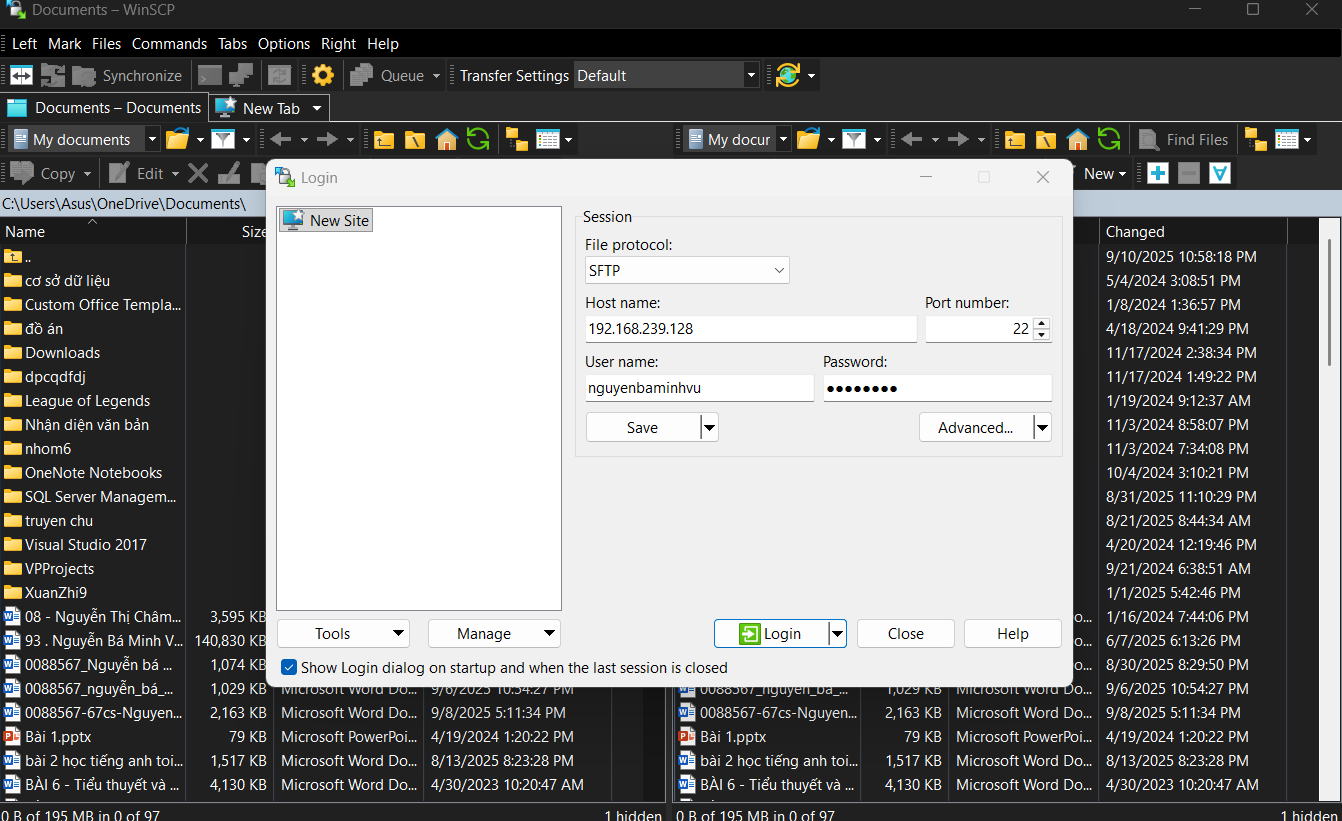 Documents – WinSCP
Left Mark Files Commands Tabs Options Right Help
Synchronize Queue Transfer Settings Default
Documents – Documents New Tab
My documents My docur Find Files
Copy Edit New
C:\Users\Asus\OneDrive\Documents\
Name Size Changed
.. 9/10/2025 10:58:18 PM
cơ sở dữ liệu 5/4/2024 3:08:51 PM
Custom Office Templa... 1/8/2024 1:36:57 PM
đồ án 4/18/2024 9:41:29 PM
Downloads 11/17/2024 2:38:34 PM
dpcqdfdj 11/17/2024 1:49:22 PM
League of Legends 1/19/2024 9:12:37 AM
Nhận diện văn bản 11/3/2024 8:58:07 PM
nhom6 11/3/2024 7:34:08 PM
OneNote Notebooks 10/4/2024 3:10:21 PM
SQL Server Managem... 8/31/2025 11:10:29 PM
truyen chu 8/21/2025 8:44:34 AM
Visual Studio 2017 4/20/2024 12:19:46 PM
VPProjects 9/21/2024 6:38:51 AM
XuanZhi9 1/1/2025 5:42:46 PM
08 - Nguyễn Thị Châm... 3,595 KB o... 1/16/2024 7:44:06 PM
93 . Nguyễn Bá Minh V... 140,830 KB o... 6/7/2025 6:13:26 PM
0088567_Nguyễn bá ... 1,074 KB o... 8/30/2025 8:29:50 PM
0088567_nguyễn_bá_... 1,029 KB Microsoft Word Do... 9/6/2025 10:54:27 PM 0088567_nguyễn_bá_... 1,029 KB Microsoft Word Do... 9/6/2025 10:54:27 PM
0088567-67cs-Nguyen... 2,163 KB Microsoft Word Do... 9/8/2025 5:11:34 PM 0088567-67cs-Nguyen... 2,163 KB Microsoft Word Do... 9/8/2025 5:11:34 PM
Bài 1.pptx 79 KB Microsoft PowerPoi... 4/19/2024 1:20:22 PM Bài 1.pptx 79 KB Microsoft PowerPoi... 4/19/2024 1:20:22 PM
bài 2 học tiếng anh toi... 1,517 KB Microsoft Word Do... 8/13/2025 8:23:28 PM bài 2 học tiếng anh toi... 1,517 KB Microsoft Word Do... 8/13/2025 8:23:28 PM
BÀI 6 - Tiểu thuyết và ... 4,130 KB Microsoft Word Do... 4/30/2023 10:20:47 AM BÀI 6 - Tiểu thuyết và ... 4,130 KB Microsoft Word Do... 4/30/2023 10:20:47 AM
0 B of 195 MB in 0 of 97 1 hidden 0 B of 195 MB in 0 of 97 1 hidden
Login
New Site
Session
File protocol:
SFTP
Host name: Port number:
192.168.239.128 22
User name: Password:
nguyenbaminhvu ●●●●●●●●
Save Advanced...
Tools Manage Login Close Help
Show Login dialog on startup and when the last session is closed